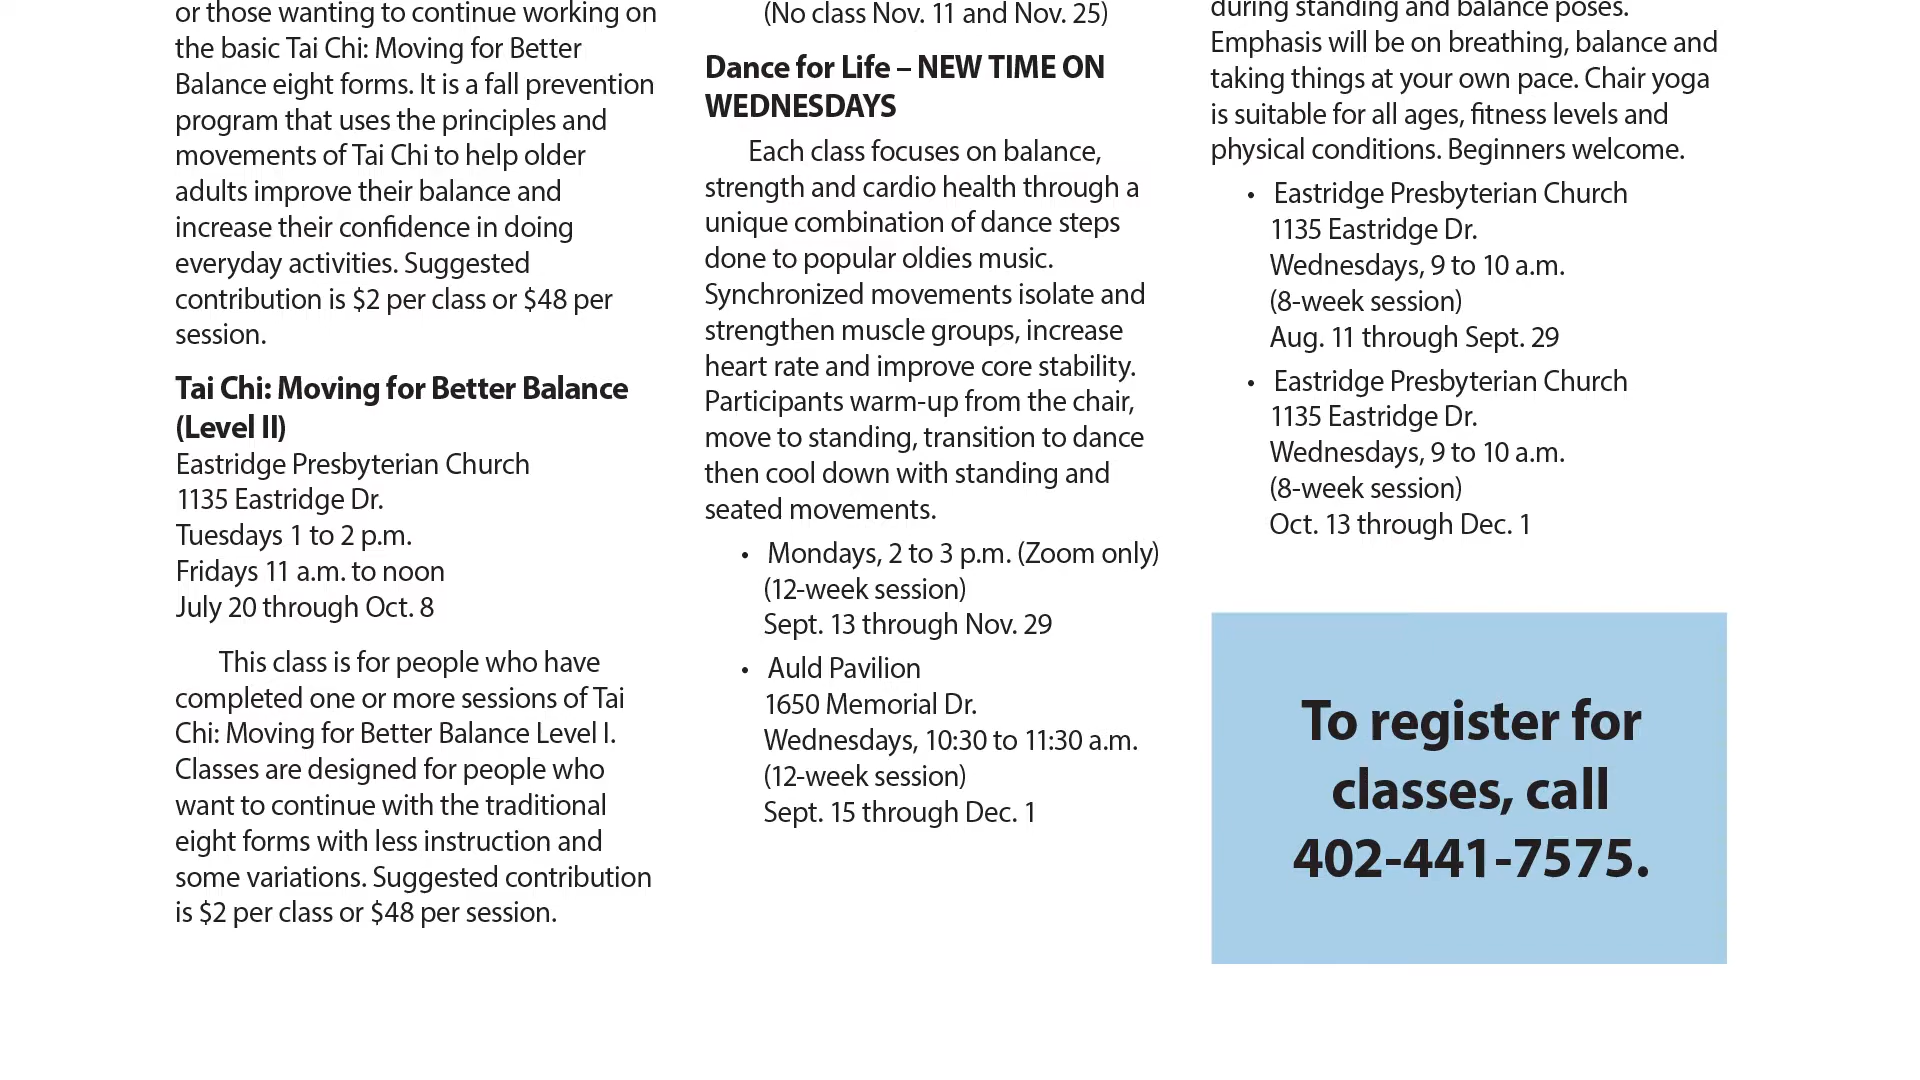 or those wanting to continue working on
the basic Tai Chi: Moving for Better
Balance eight forms. It is a fall prevention
program that uses the principles and
movements of Tai Chi to help older
adults improve their balance and
increase their confidence in doing
everyday activities. Suggested
contribution is $2 per class or $48 per
session.
Tai Chi: Moving for Better Balance
(Level II)
Eastridge Presbyterian Church
1135 Eastridge Dr.
Tuesdays 1 to 2 p.m.
Fridays 11 a.m. to noon
July 20 through Oct. 8
This class is for people who have
completed one or more sessions of Tai
Chi: Moving for Better Balance Level I.
Classes are designed for people who
want to continue with the traditional
eight forms with less instruction and
some variations. Suggested contribution
is $2 per class or $48 per session.
(No class Nov. 11 and Nov. 25)
Dance for Life – NEW TIME ON
WEDNESDAYS
Each class focuses on balance,
strength and cardio health through a
unique combination of dance steps
done to popular oldies music.
Synchronized movements isolate and
strengthen muscle groups, increase
heart rate and improve core stability.
Participants warm-up from the chair,
move to standing, transition to dance
then cool down with standing and
seated movements.
• Mondays, 2 to 3 p.m. (Zoom only)
(12-week session)
Sept. 13 through Nov. 29
• Auld Pavilion
1650 Memorial Dr.
Wednesdays, 10:30 to 11:30 a.m.
(12-week session)
Sept. 15 through Dec. 1
during standing and balance poses.
Emphasis will be on breathing, balance and
taking things at your own pace. Chair yoga
is suitable for all ages, fitness levels and
physical conditions. Beginners welcome.
• Eastridge Presbyterian Church
1135 Eastridge Dr.
Wednesdays, 9 to 10 a.m.
(8-week session)
Aug. 11 through Sept. 29
• Eastridge Presbyterian Church
1135 Eastridge Dr.
Wednesdays, 9 to 10 a.m.
(8-week session)
Oct. 13 through Dec. 1
To register for
classes, call
402-441-7575.